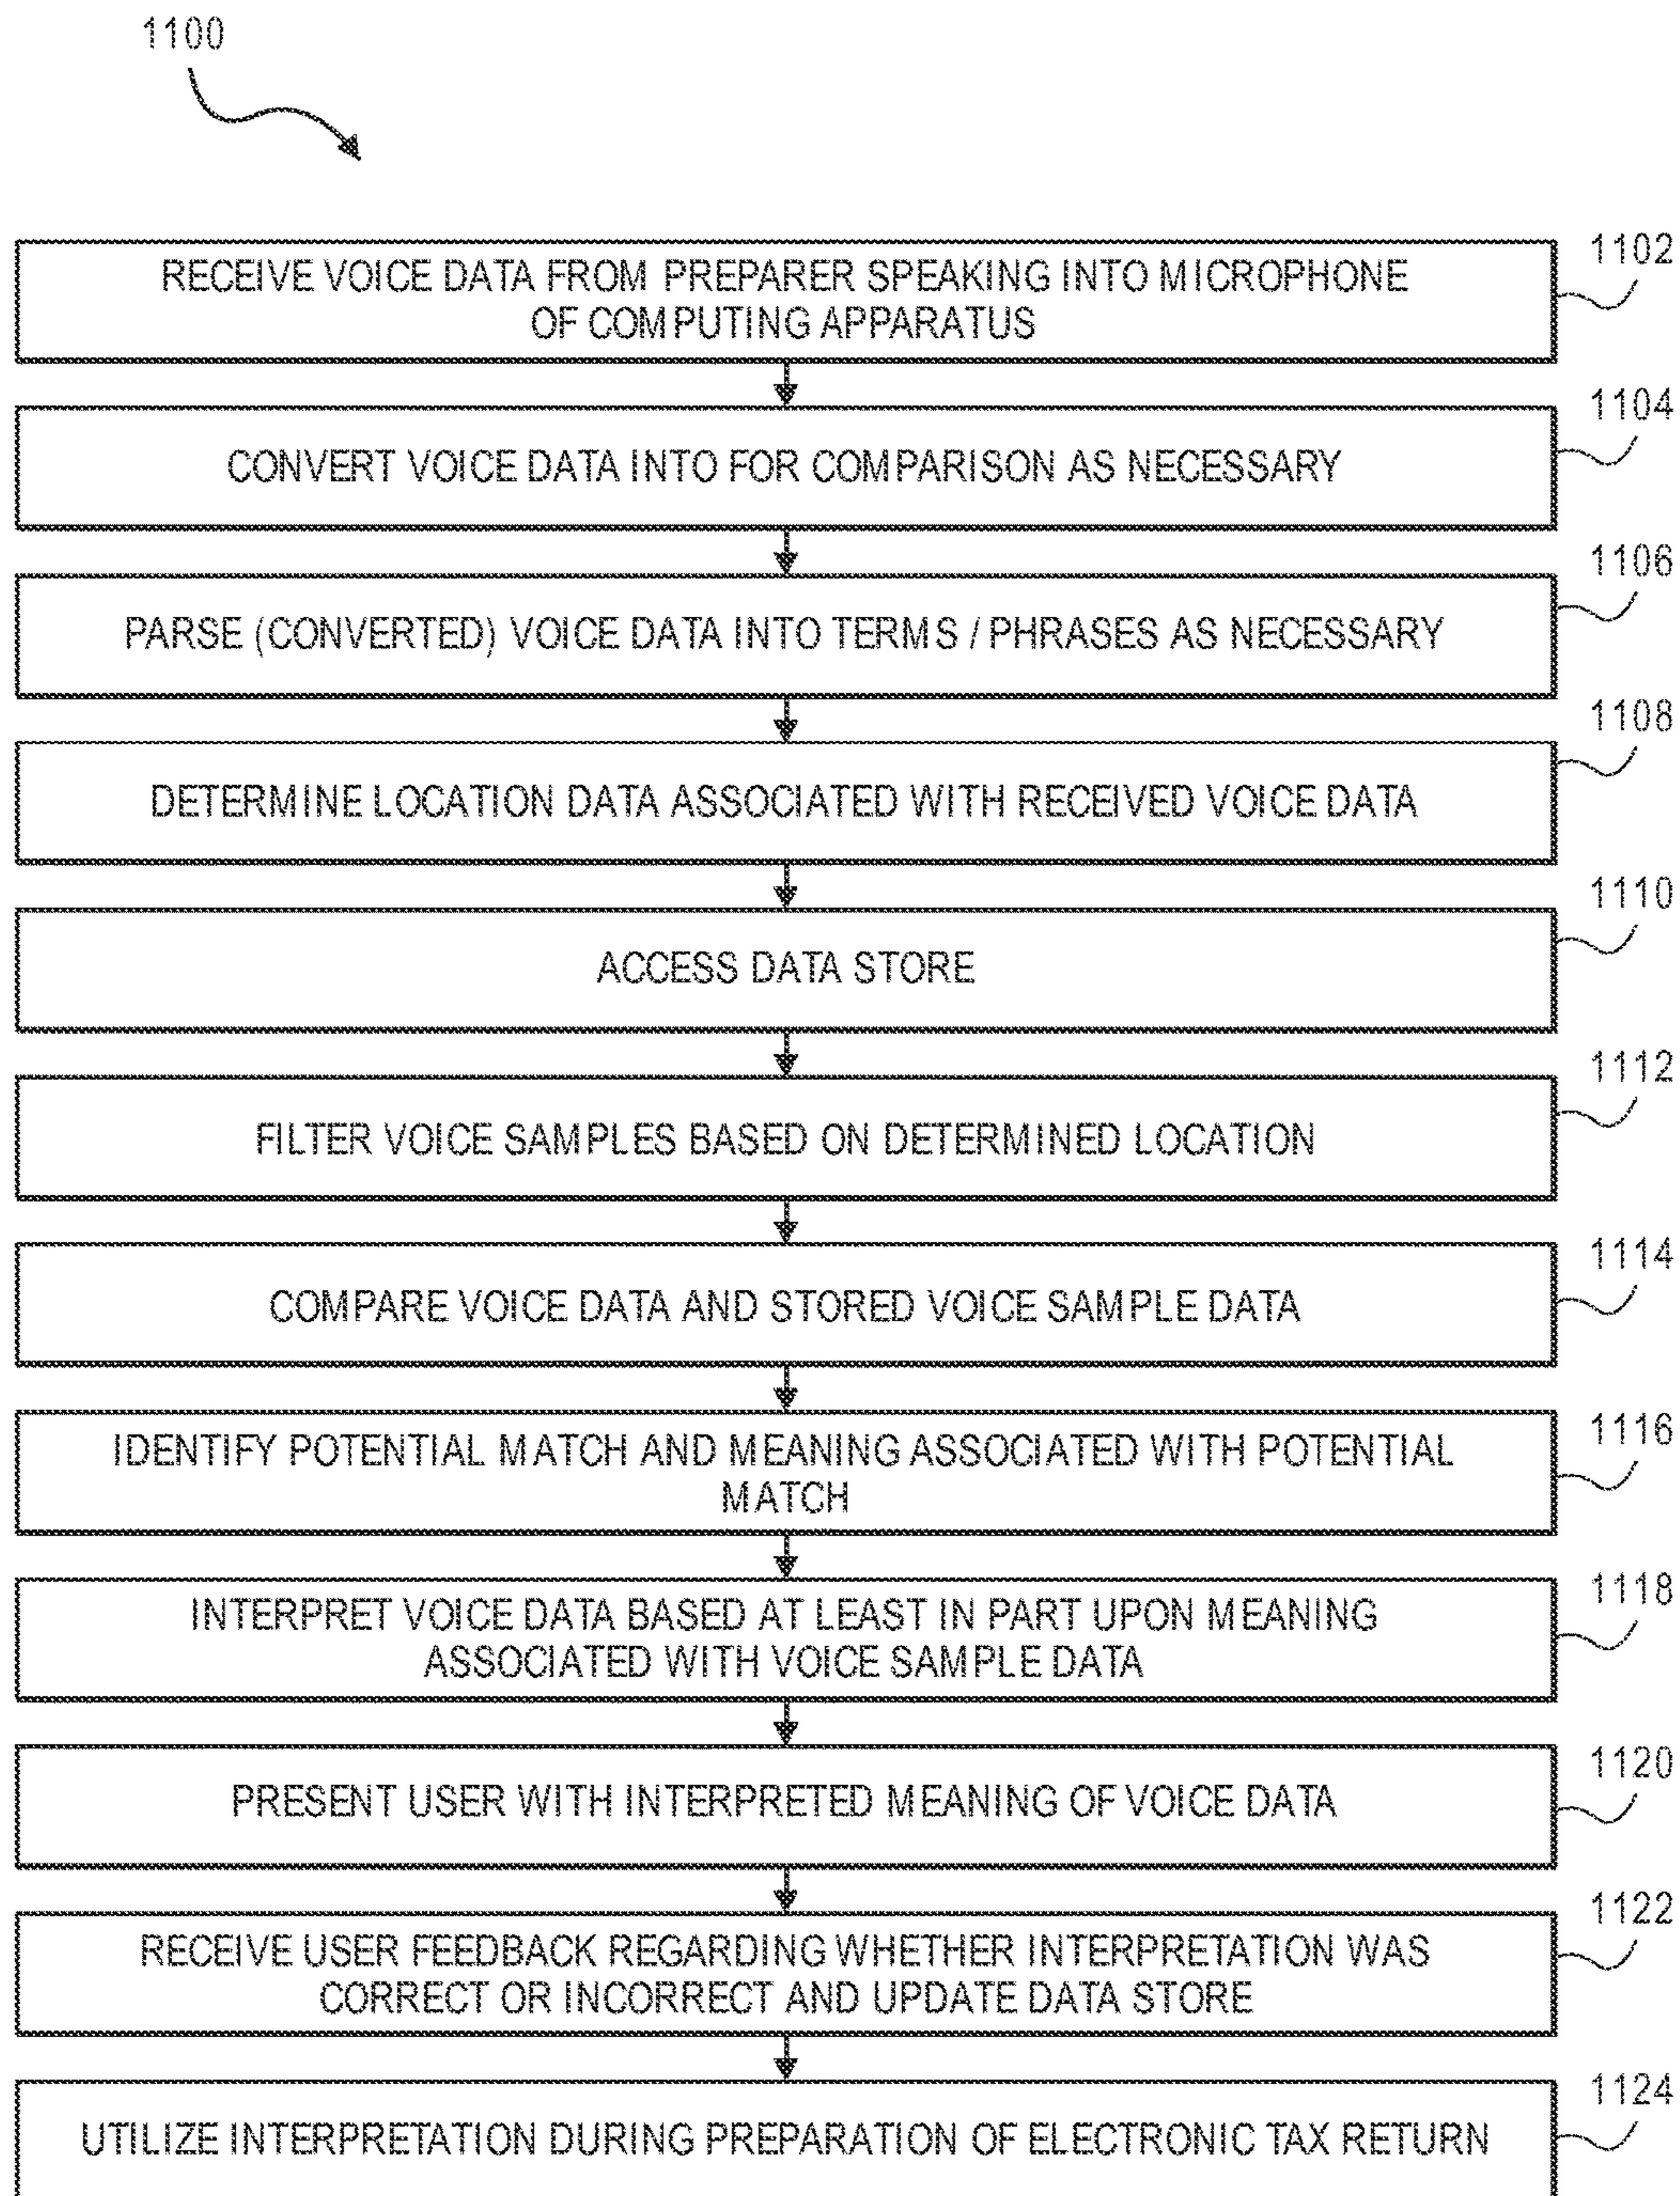 1100
1102
RECEIVE VOICE DATA FROM PREPARER SPEAKING INTO MICROPHONE
OF COMPUTING APPARATUS
1104
CONVERT VOICE DATA INTO FOR COMPARISON AS NECESSARY
1106
PARSE (CONVERTED) VOICE DATA INTO TERMS / PHRASES AS NECESSARY
1108
DETERMINE LOCATION DATA ASSOCIATED WITH RECEIVED VOICE DATA
1110
ACCESS DATA STORE
1112
FILTER VOICE SAMPLES BASED ON DETERMINED LOCATION
1114
COMPARE VOICE DATA AND STORED VOICE SAMPLE DATA
1116
IDENTIFY POTENTIAL MATCH AND MEANING ASSOCIATED WITH POTENTIAL
MATCH
1118
INTERPRET VOICE DATA BASED AT LEAST IN PART UPON MEANING
ASSOCIATED WITH VOICE SAMPLE DATA
1120
PRESENT USER WITH INTERPRETED MEANING OF VOICE DATA
1122
RECEIVE USER FEEDBACK REGARDING WHETHER INTERPRETATION WAS
CORRECT OR INCORRECT AND UPDATE DATA STORE
1124
UTILIZE INTERPRETATION DURING PREPARATION OF ELECTRONIC TAX RETURN